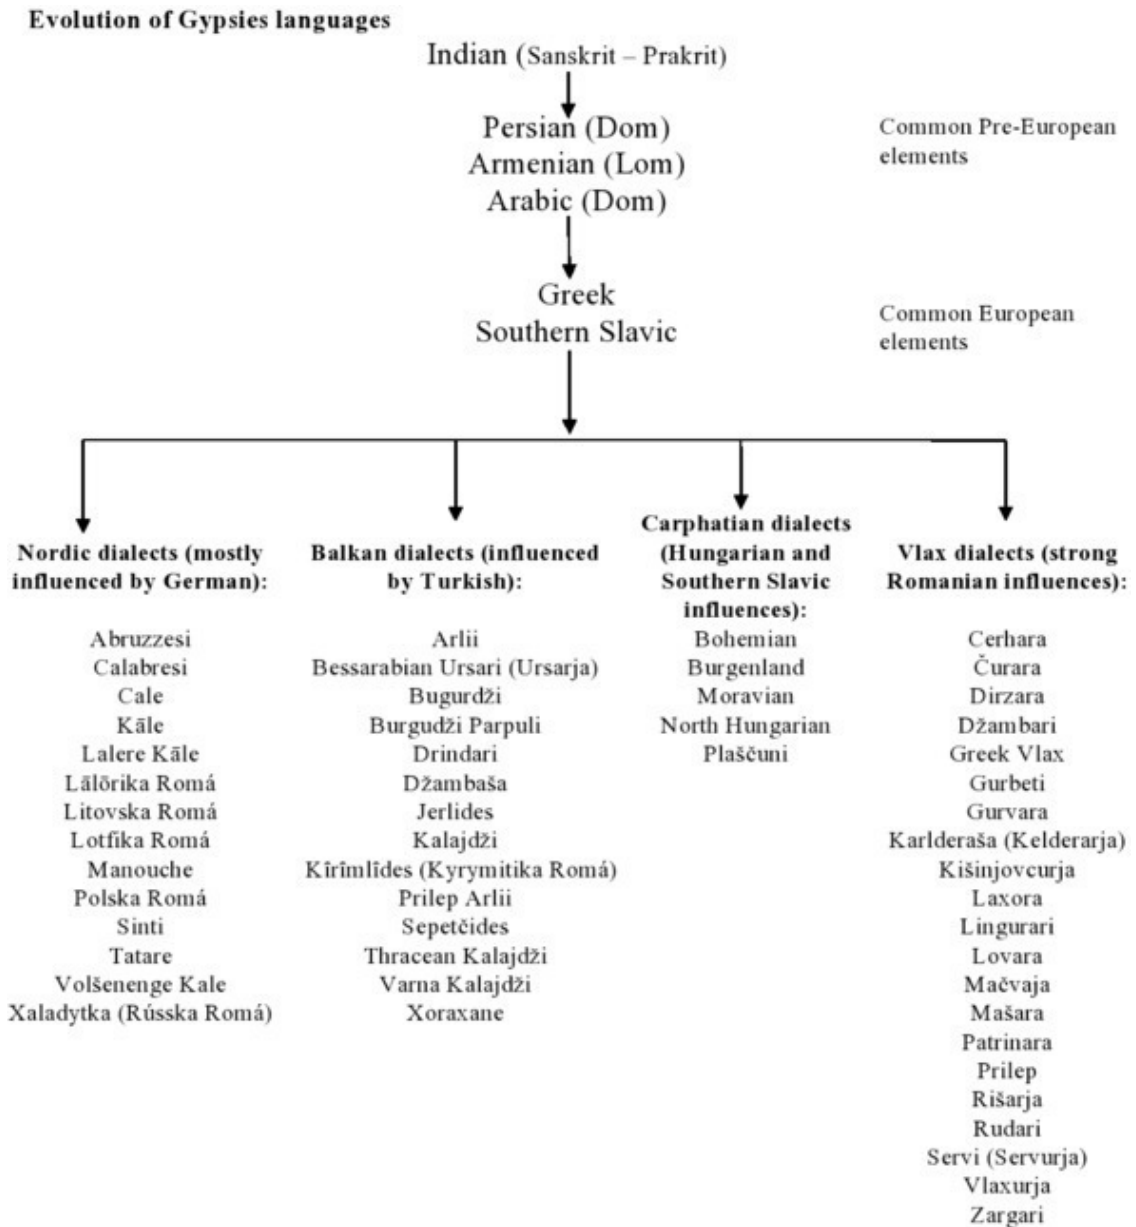 Evolution of Gypsies languages
Indian (Sanskrit – Prakrit)
Persian (Dom)
Armenian (Lom)
Arabic (Dom)
Common Pre-European
elements
Greek
Southern Slavic
Common European
elements
Nordic dialects (mostly
influenced by German):
Abruzzesi
Calabresi
Cale
Kāle
Lalere Kāle
Lālōrika Romá
Litovska Romá
Lotfika Romá
Manouche
Polska Romá
Sinti
Tatare
Volšenenge Kale
Xaladytka (Rússka Romá)
Balkan dialects (influenced
by Turkish):
Arlii
Bessarabian Ursari (Ursarja)
Bugurdži
Burgudži Parpuli
Drindari
Džambaša
Jerlides
Kalajdži
Kîrîmlîdes (Kyrymitika Romá)
Prilep Arlii
Sepetčides
Thracean Kalajdži
Varna Kalajdži
Xoraxane
Carphatian dialects
(Hungarian and
Southern Slavic
influences):
Bohemian
Burgenland
Moravian
North Hungarian
Plaščuni
Vlax dialects (strong
Romanian influences):
Cerhara
Čurara
Dirzara
Džambari
Greek Vlax
Gurbeti
Gurvara
Karlderaša (Kelderarja)
Kišinjovcurja
Laxora
Lingurari
Lovara
Mačvaja
Mašara
Patrinara
Prilep
Rišarja
Rudari
Servi (Servurja)
Vlaxurja
Zargari